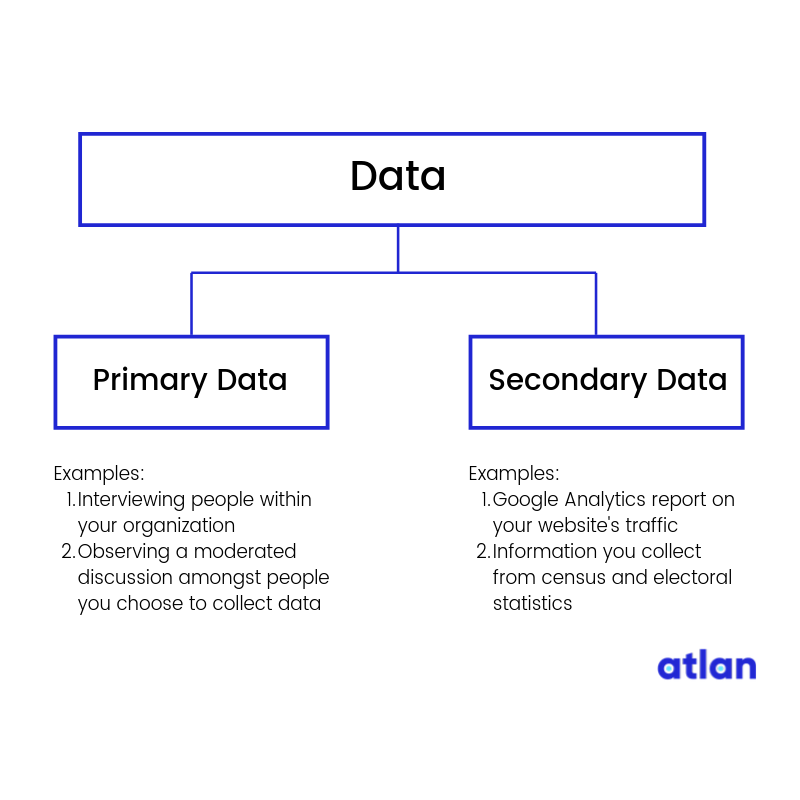 Data
Primary Data
Secondary Data
Examples:
1.Interviewing people within
your organization
2.Observing a moderated
discussion amongst people
you choose to collect data
Examples:
1.Google Analytics report on
your website's traffic
2.Information you collect
from census and electoral
statistics
atlan